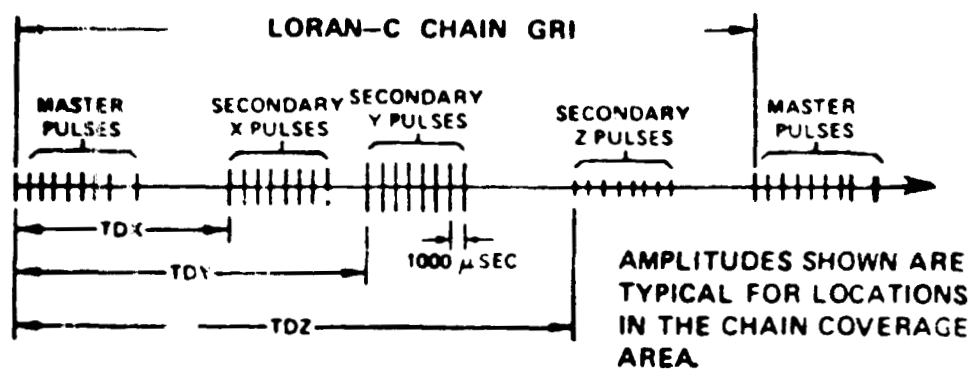 LORAN-C CHAIN GRI
MASTER
PULSES
SECONDARY
X PULSES
SECONDARY
Y PULSES
SECONDARY
Z PULSES
MASTER
PULSES
TDX
1000 μSEC
TDY
TDZ
AMPLITUDES SHOWN ARE
TYPICAL FOR LOCATIONS
IN THE CHAIN COVERAGE
AREA.